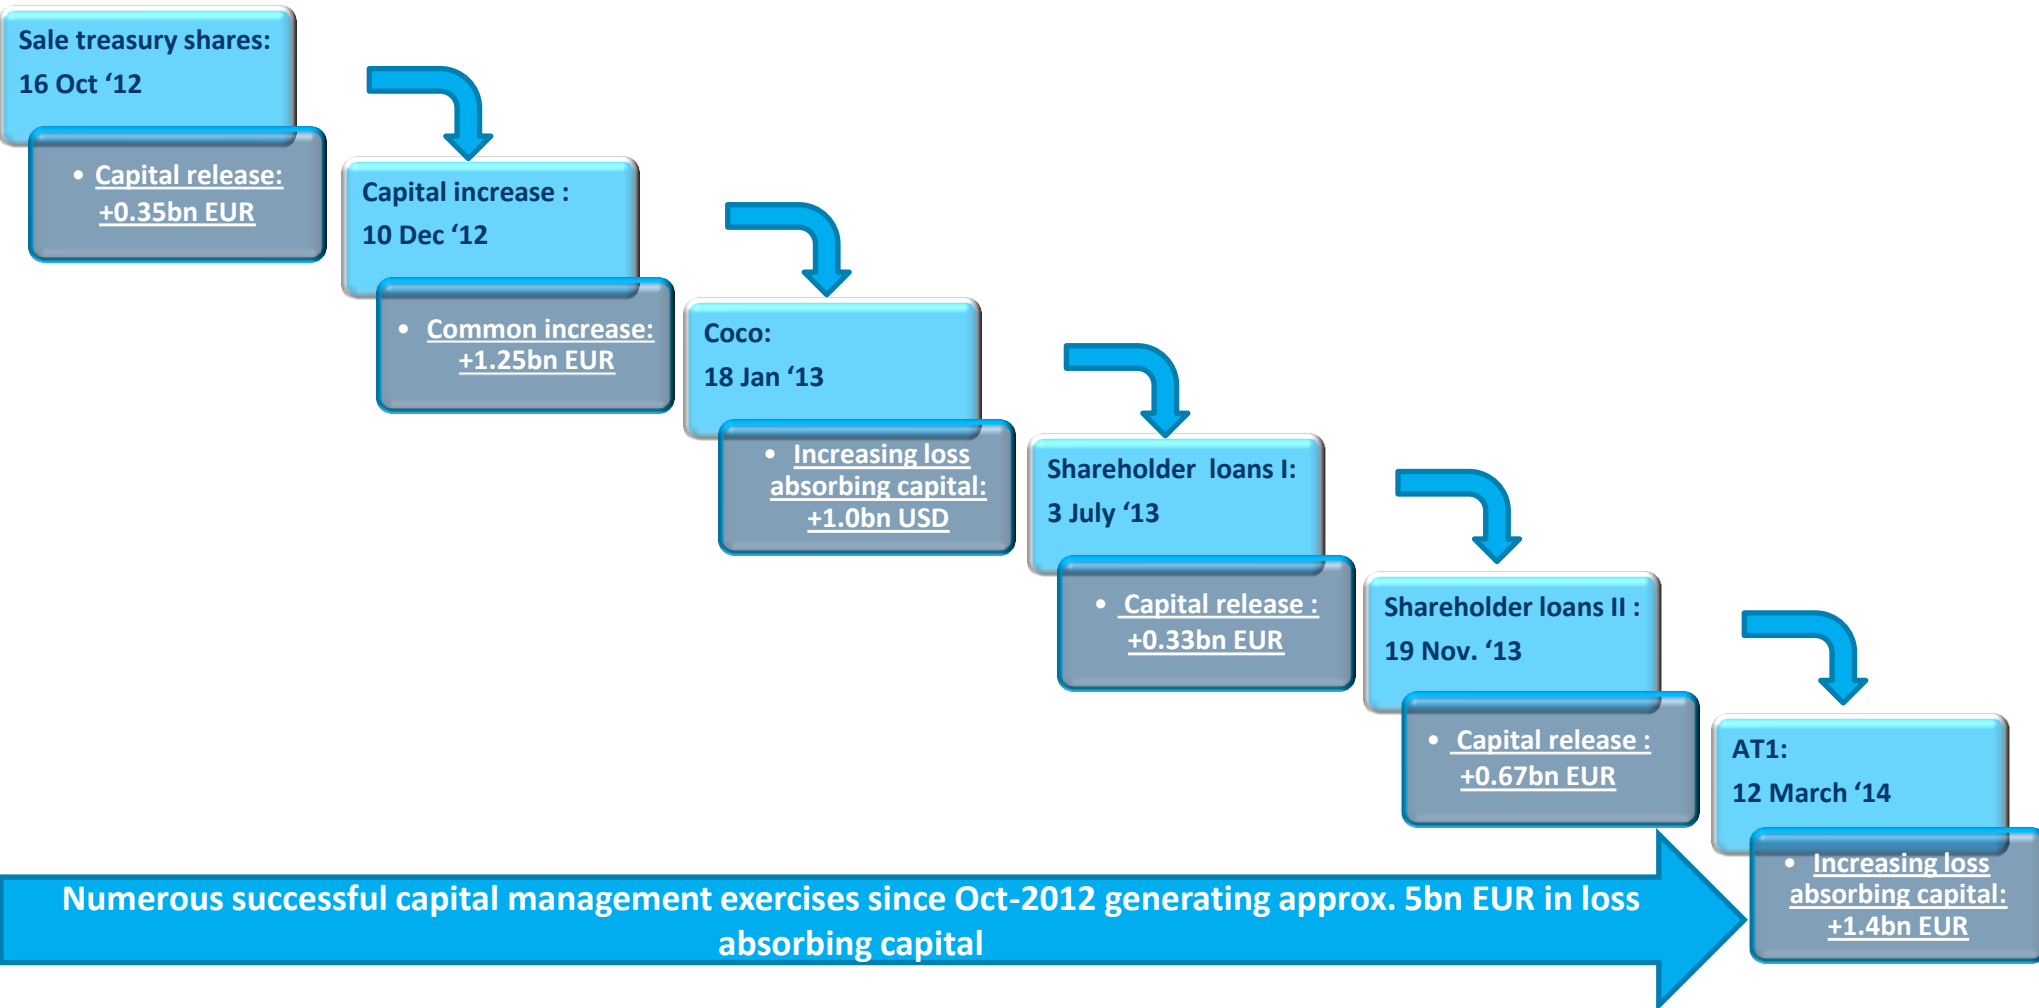 Sale treasury shares:
16 Oct ‘12
• Capital release:
+0.35bn EUR
Capital increase :
10 Dec ‘12
• Common increase:
+1.25bn EUR
Coco:
18 Jan ‘13
• Increasing loss
absorbing capital:
+1.0bn USD
Shareholder loans I:
3 July ‘13
• Capital release :
+0.33bn EUR
Shareholder loans II :
19 Nov. ‘13
• Capital release :
+0.67bn EUR
AT1:
12 March ‘14
• Increasing loss
absorbing capital:
+1.4bn EUR
Numerous successful capital management exercises since Oct-2012 generating approx. 5bn EUR in loss
absorbing capital